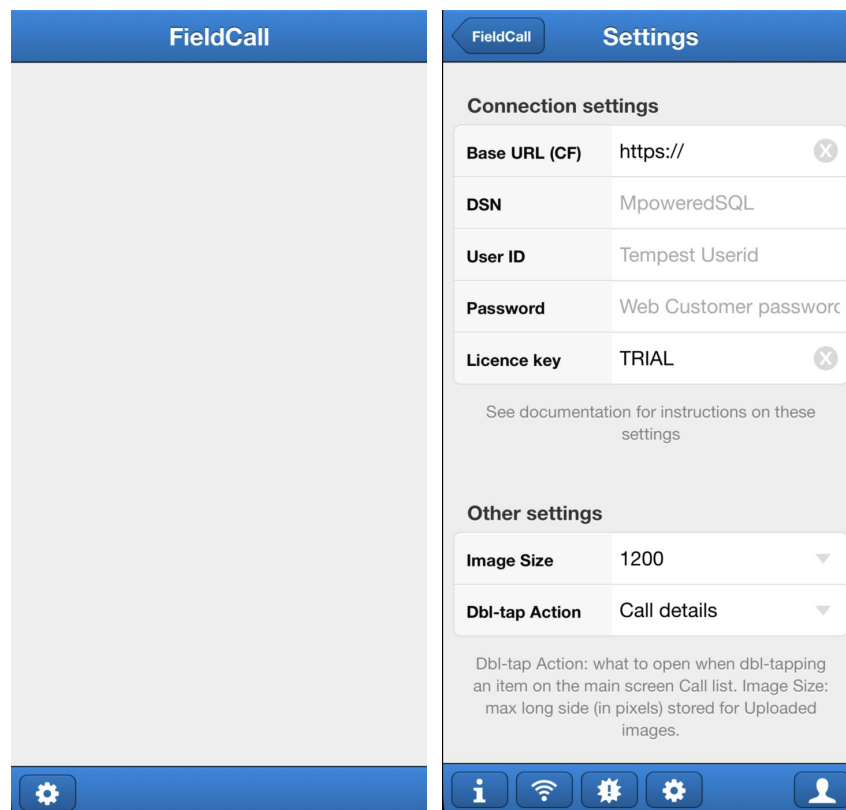 FieldCall
FieldCall
Settings
Connection settings
Base URL (CF) https://
DSN MpoweredSQL
User ID Tempest Userid
Password Web Customer password
Licence key TRIAL
See documentation for instructions on these
settings
Other settings
Image Size 1200
Dbl-tap Action Call details
Dbl-tap Action: what to open when dbl-tapping
an item on the main screen Call list. Image Size:
max long side (in pixels) stored for Uploaded
images.